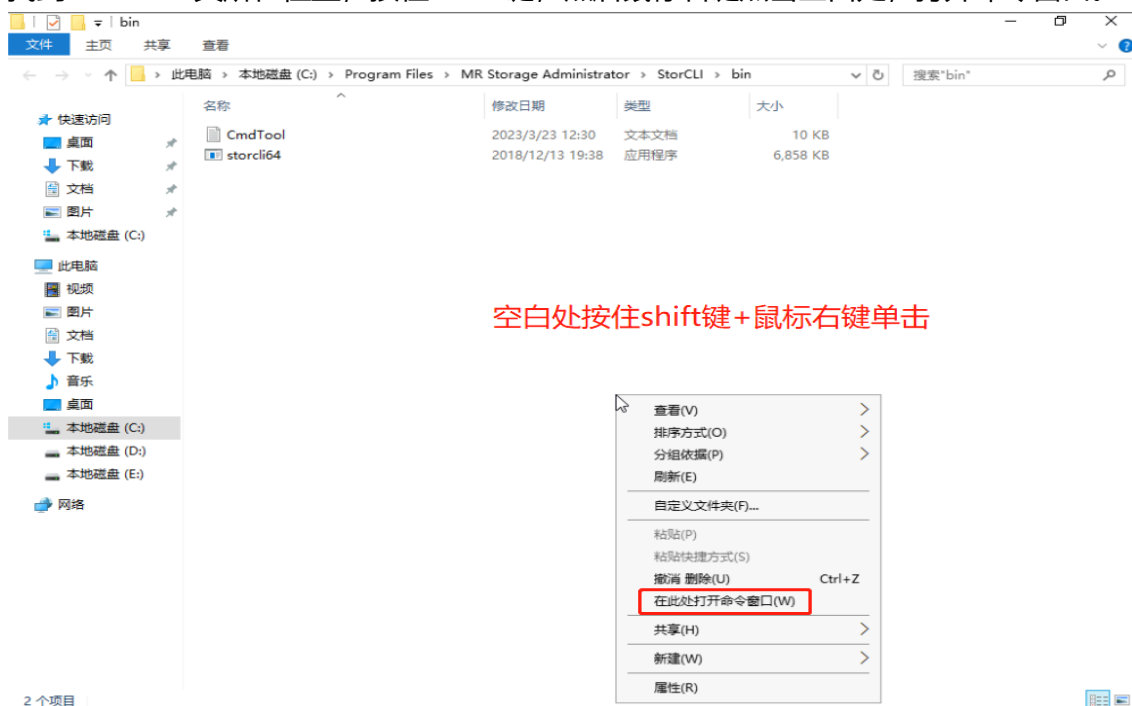 bin
文件 主页 共享 查看
此电脑 › 本地磁盘 (C:) › Program Files › MR Storage Administrator › StorCLI › bin
搜索"bin"
名称 修改日期 类型 大小
CmdTool 2023/3/23 12:30 文本文档 10 KB
storcli64 2018/12/13 19:38 应用程序 6,858 KB
快速访问
桌面
下载
文档
图片
本地磁盘 (C:)
此电脑
视频
图片
文档
下载
音乐
桌面
本地磁盘 (C:)
本地磁盘 (D:)
本地磁盘 (E:)
网络
空白处按住shift键+鼠标右键单击
查看(V)
排序方式(O)
分组依据(P)
刷新(E)
自定义文件夹(F)...
粘贴(P)
粘贴快捷方式(S)
撤消 删除(U) Ctrl+Z
在此处打开命令窗口(W)
共享(H)
新建(W)
属性(R)
2 个项目